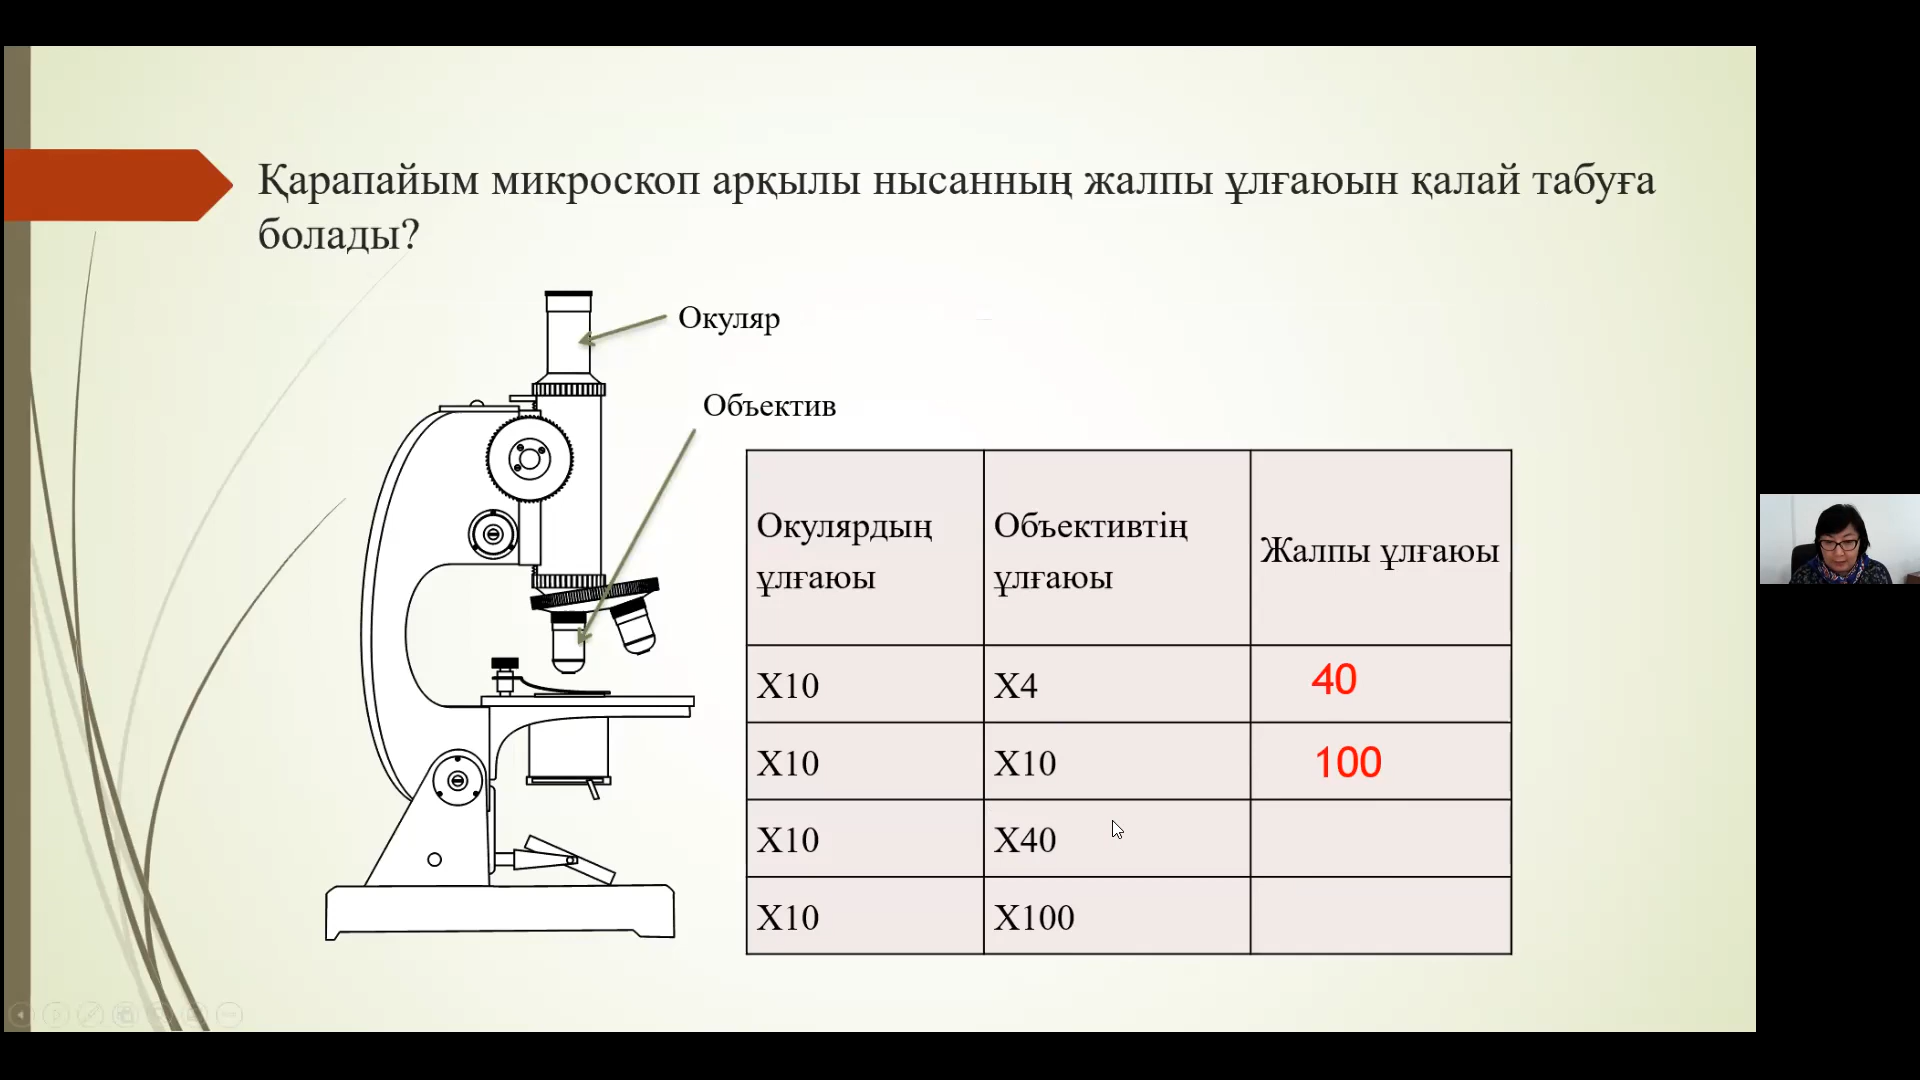 Қарапайым микроскоп арқылы нысанның жалпы ұлғаюын қалай табуға
болады?
Окуляр
Объектив
Окулярдың
ұлғаюы
Объективтің
ұлғаюы
Жалпы ұлғаюы
X10
X4
40
X10
X10
100
X10
X40
X10
X100